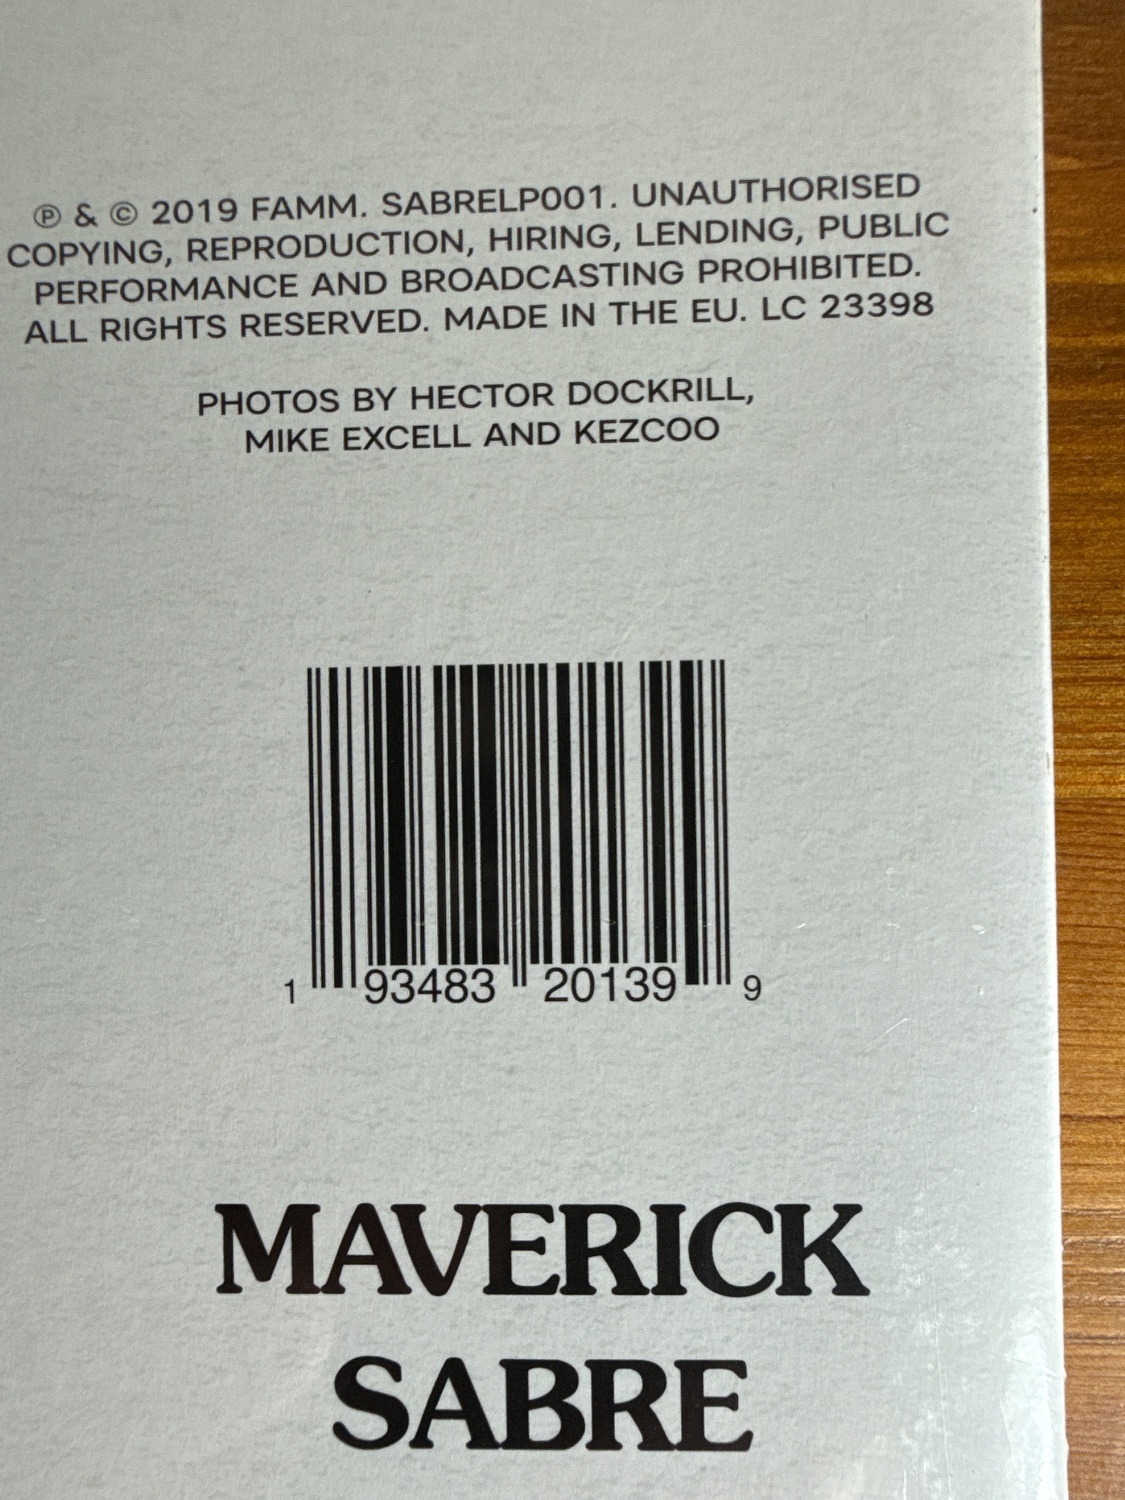 ℗ & © 2019 FAMM. SABRELP001. UNAUTHORISED
COPYING, REPRODUCTION, HIRING, LENDING, PUBLIC
PERFORMANCE AND BROADCASTING PROHIBITED.
ALL RIGHTS RESERVED. MADE IN THE EU. LC 23398
PHOTOS BY HECTOR DOCKRILL,
MIKE EXCELL AND KEZCOO
1 93483 20139 9
MAVERICK
SABRE